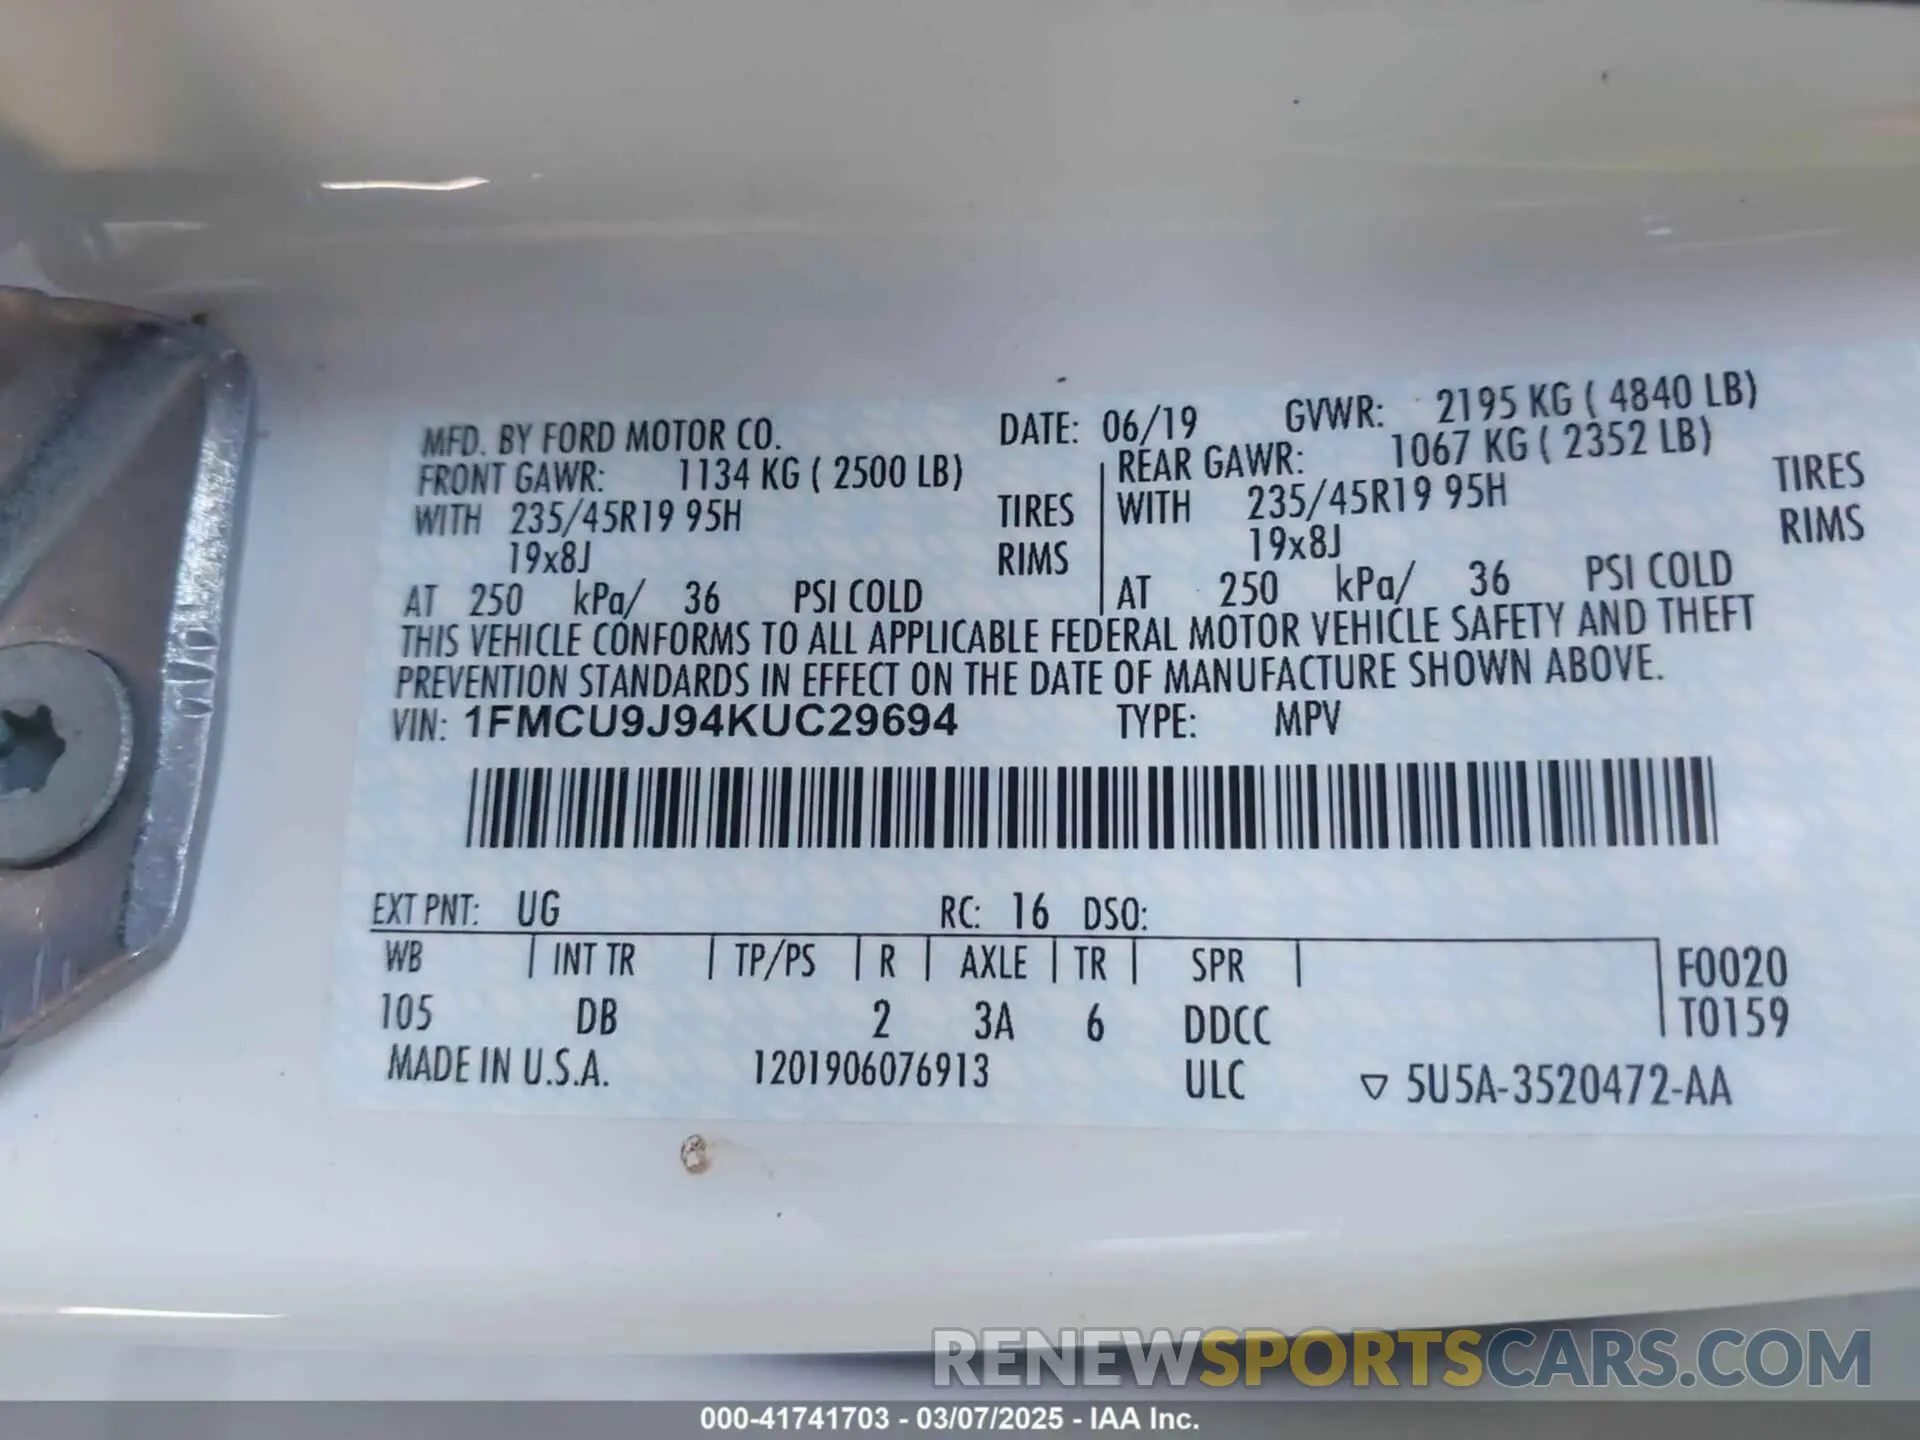 MFD. BY FORD MOTOR CO. DATE: 06/19 GVWR: 2195 KG ( 4840 LB)
FRONT GAWR: 1134 KG ( 2500 LB) REAR GAWR: 1067 KG ( 2352 LB)
WITH 235/45R19 95H TIRES WITH 235/45R19 95H TIRES
19x8J RIMS 19x8J RIMS
AT 250 kPa/ 36 PSI COLD AT 250 kPa/ 36 PSI COLD
THIS VEHICLE CONFORMS TO ALL APPLICABLE FEDERAL MOTOR VEHICLE SAFETY AND THEFT
PREVENTION STANDARDS IN EFFECT ON THE DATE OF MANUFACTURE SHOWN ABOVE.
VIN: 1FMCU9J94KUC29694 TYPE: MPV
EXT PNT: UG RC: 16 DSO:
WB INT TR TP/PS R AXLE TR SPR F0020
105 DB 2 3A 6 DDCC T0159
MADE IN U.S.A. 1201906076913 ULC ▽ 5U5A-3520472-AA
RENEWSPORTSCARS.COM
000-41741703 - 03/07/2025 - IAA Inc.